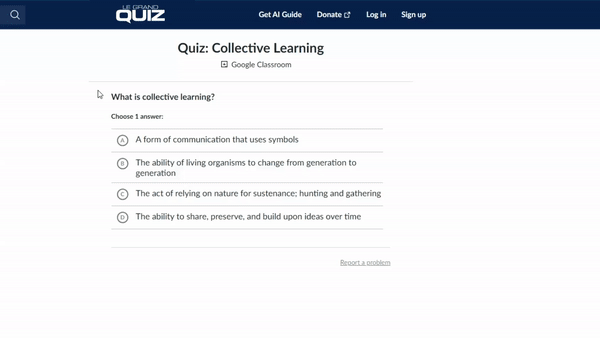 LE GRAND
QUIZ
Get AI Guide
Donate
Log in
Sign up
Quiz: Collective Learning
Google Classroom
What is collective learning?
Choose 1 answer:
A
A form of communication that uses symbols
B
The ability of living organisms to change from generation to
generation
C
The act of relying on nature for sustenance; hunting and gathering
D
The ability to share, preserve, and build upon ideas over time
Report a problem